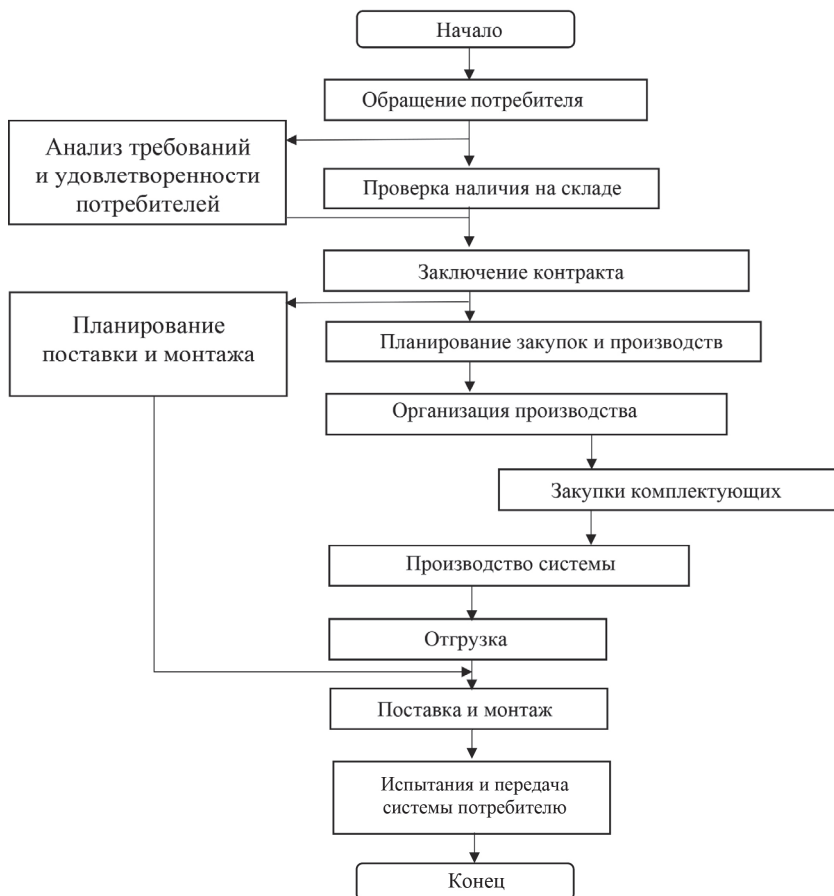 Начало
Обращение потребителя
Анализ требований
и удовлетворенности
потребителей
Проверка наличия на складе
Заключение контракта
Планирование
поставки и монтажа
Планирование закупок и производств
Организация производства
Закупки комплектующих
Производство системы
Отгрузка
Поставка и монтаж
Испытания и передача
системы потребителю
Конец